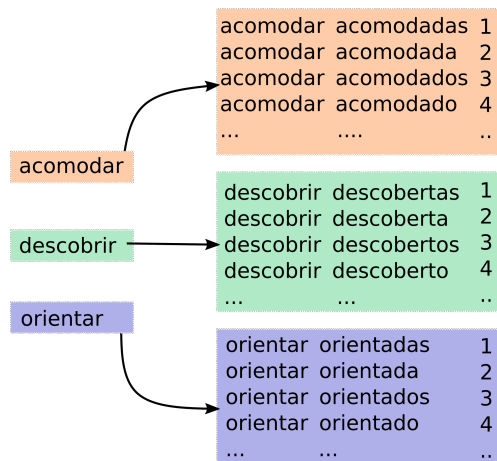 acomodar
acomodar acomodadas 1
acomodar acomodada 2
acomodar acomodados 3
acomodar acomodado 4
... .... ..
descobrir
descobrir descobertas 1
descobrir descoberta 2
descobrir descobertos 3
descobrir descoberto 4
... ... ..
orientar
orientar orientadas 1
orientar orientada 2
orientar orientados 3
orientar orientado 4
... ... ..